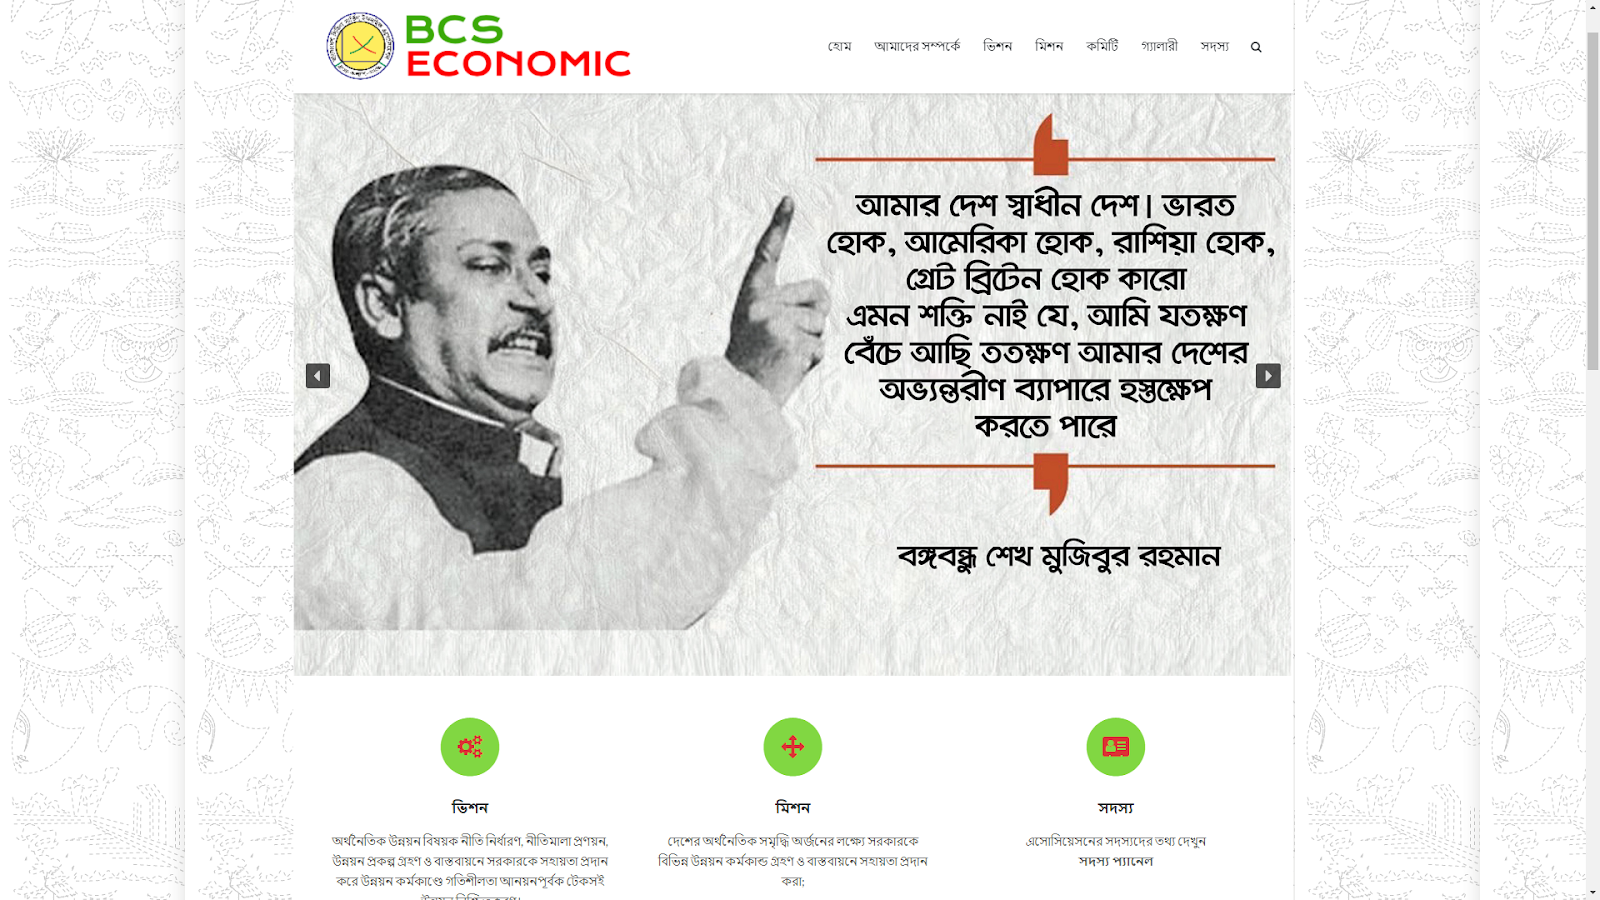 BCS
ECONOMIC
হোম আমাদের সম্পর্কে ভিশন মিশন কমিটি গ্যালারী সদস্য
আমার দেশ স্বাধীন দেশ। ভারত
হোক, আমেরিকা হোক, রাশিয়া হোক,
গ্রেট ব্রিটেন হোক কারো
এমন শক্তি নাই যে, আমি যতক্ষণ
বেঁচে আছি ততক্ষণ আমার দেশের
অভ্যন্তরীণ ব্যাপারে হস্তক্ষেপ
করতে পারে
বঙ্গবন্ধু শেখ মুজিবুর রহমান
ভিশন
অর্থনৈতিক উন্নয়ন বিষয়ক নীতি নির্ধারণ, নীতিমালা প্রণয়ন,
উন্নয়ন প্রকল্প গ্রহণ ও বাস্তবায়নে সরকারকে সহায়তা প্রদান
করে উন্নয়ন কর্মকাণ্ডে গতিশীলতা আনয়নপূর্বক টেকসই
মিশন
দেশের অর্থনৈতিক সমৃদ্ধি অর্জনের লক্ষ্যে সরকারকে
বিভিন্ন উন্নয়ন কর্মকান্ড গ্রহণ ও বাস্তবায়নে সহায়তা প্রদান
করা;
সদস্য
এসোসিয়েসনের সদস্যদের তথ্য দেখুন
সদস্য প্যানেল